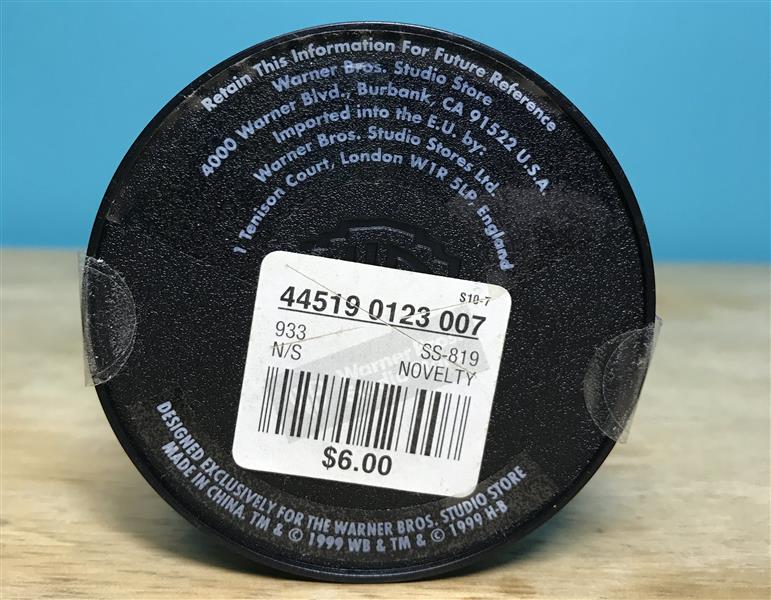 Retain This Information For Future Reference
Warner Bros. Studio Store
4000 Warner Blvd., Burbank, CA 91522 U.S.A.
Imported into the E.U. by:
Warner Bros. Studio Stores Ltd.
1 Tenison Court, London W1R 5LP, England
S10-7
44519 0123 007
933
SS-819
N/S
NOVELTY
Warner Bros
$6.00
DESIGNED EXCLUSIVELY FOR THE WARNER BROS. STUDIO STORE
MADE IN CHINA. TM & © 1999 WB & TM & © 1999 H-B